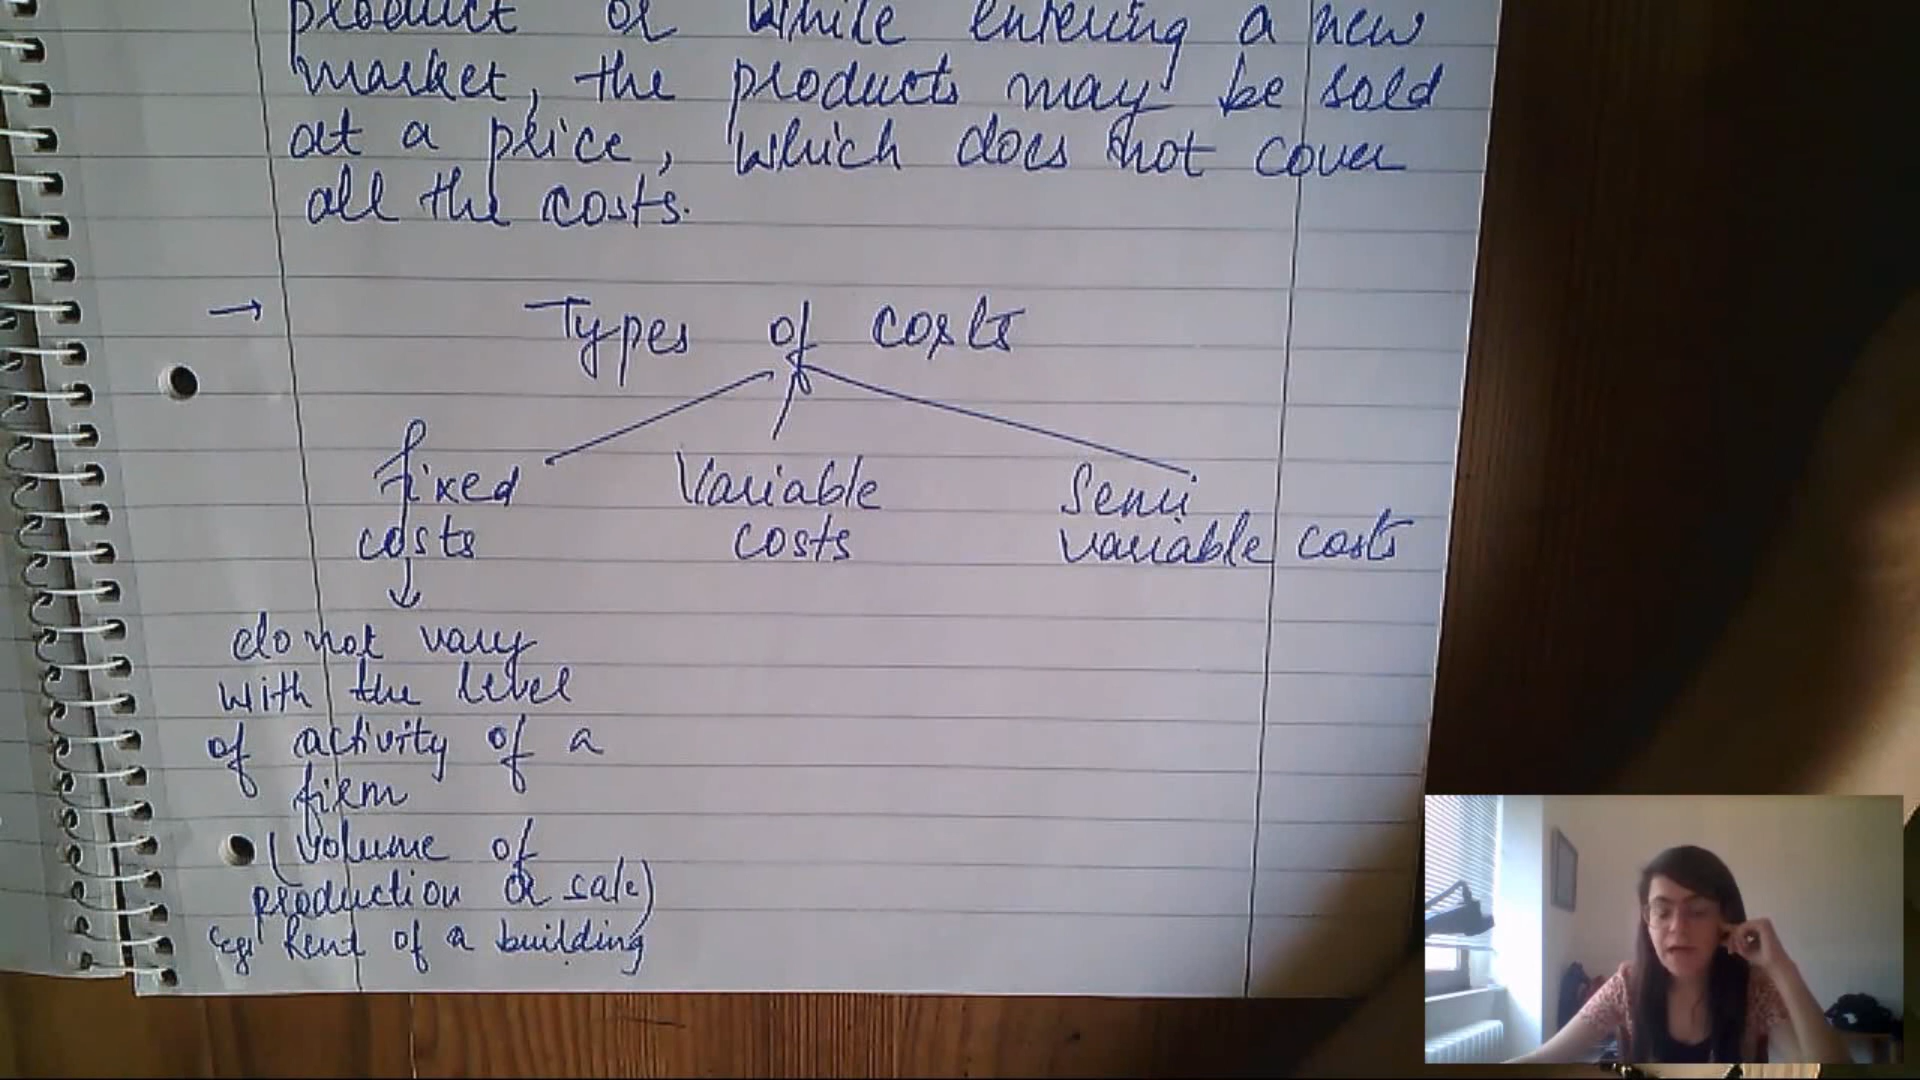 product or while entering a new
market, the products may be sold
at a price, which does not cover
all the costs.
→ Types of costs
fixed Variable Semi
costs costs variable costs
do not vary
with the level
of activity of a
firm
(volume of
production or sale)
eg: Rent of a building